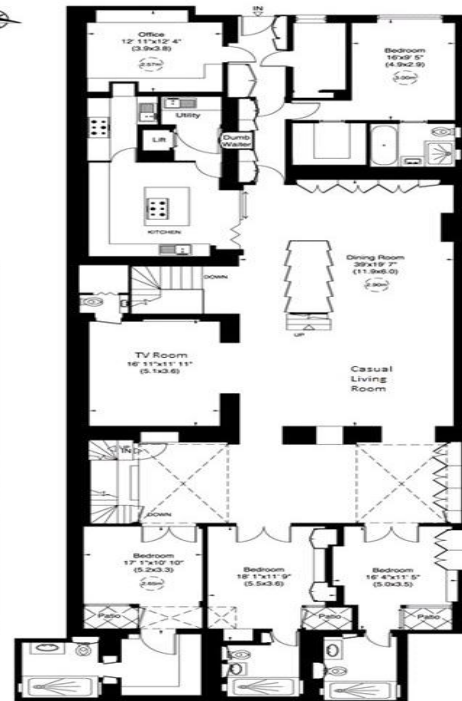 IN
Office
12' 11"x12' 4"
(3.9x3.8)
2.57m
Bedroom
16'x9' 5"
(4.9x2.9)
3.00m
Utility
Lift
Dumb
Waiter
KITCHEN
DOWN
Dining Room
39'x19' 7"
(11.9x6.0)
2.90m
UP
TV Room
16' 11"x11' 11"
(5.1x3.6)
Casual
Living
Room
IN
DOWN
Bedroom
17' 1"x10' 10"
(5.2x3.3)
Bedroom
18' 1"x11' 9"
(5.5x3.6)
Bedroom
16' 4"x11' 5"
(5.0x3.5)
Patio
Patio
Patio